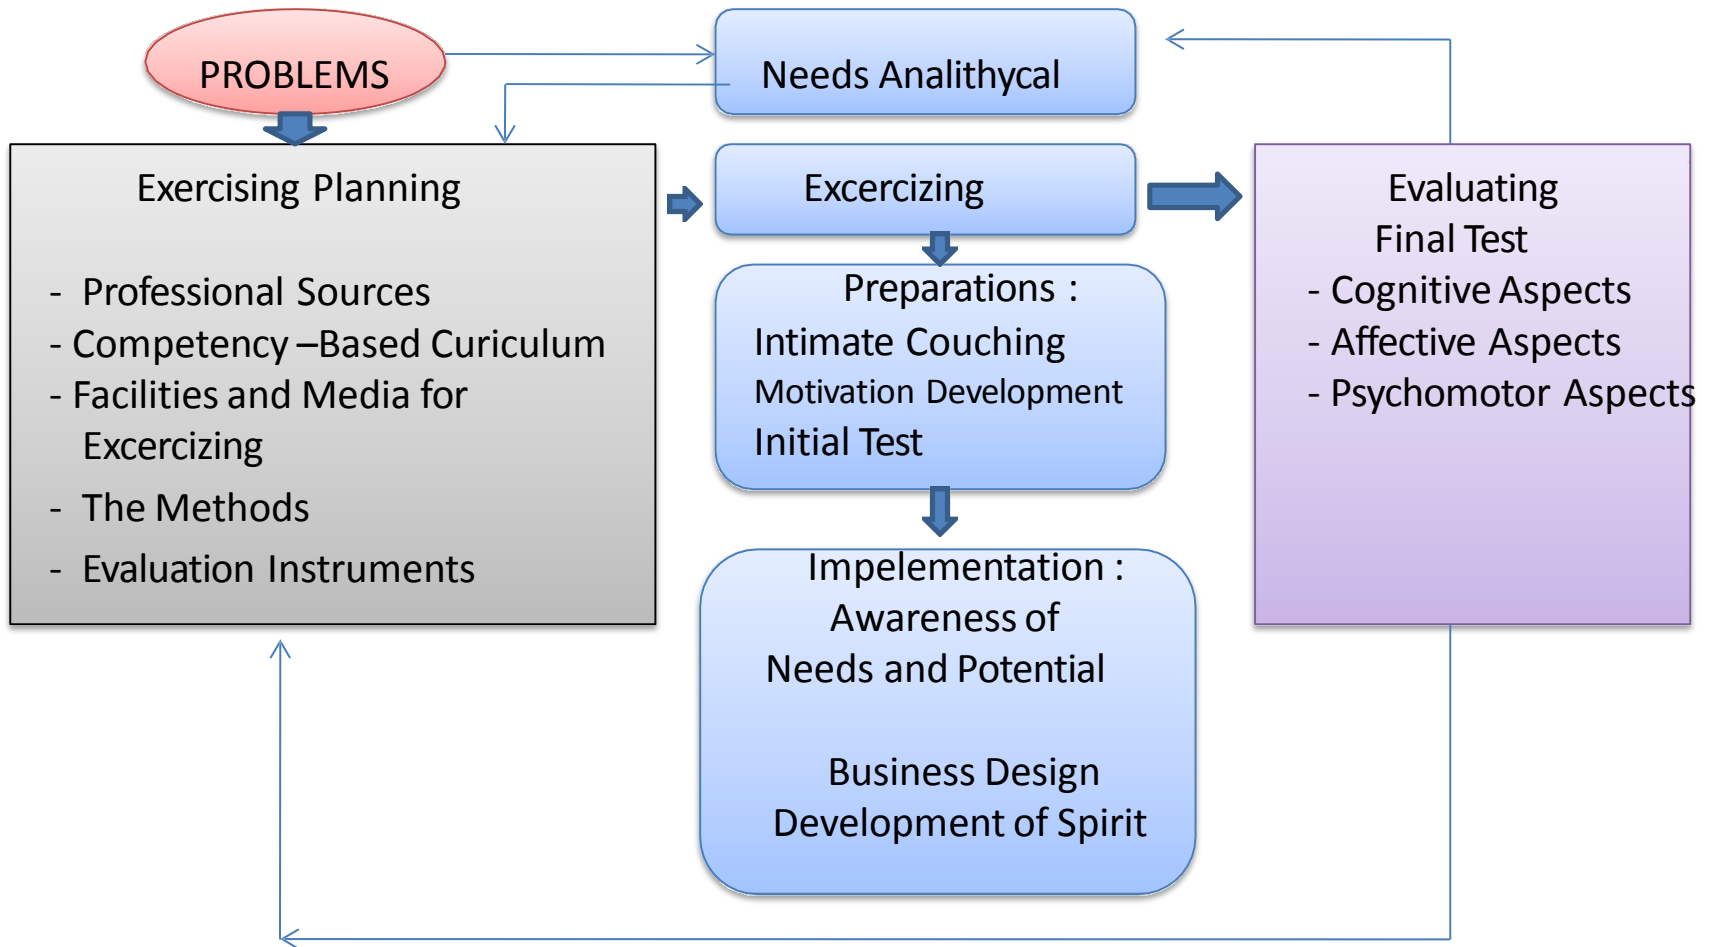 PROBLEMS
Needs Analithycal
Exercising Planning
- Professional Sources
- Competency –Based Curiculum
- Facilities and Media for
Excercizing
- The Methods
- Evaluation Instruments
Excercizing
Preparations :
Intimate Couching
Motivation Development
Initial Test
Impelementation :
Awareness of
Needs and Potential
Business Design
Development of Spirit
Evaluating
Final Test
- Cognitive Aspects
- Affective Aspects
- Psychomotor Aspects